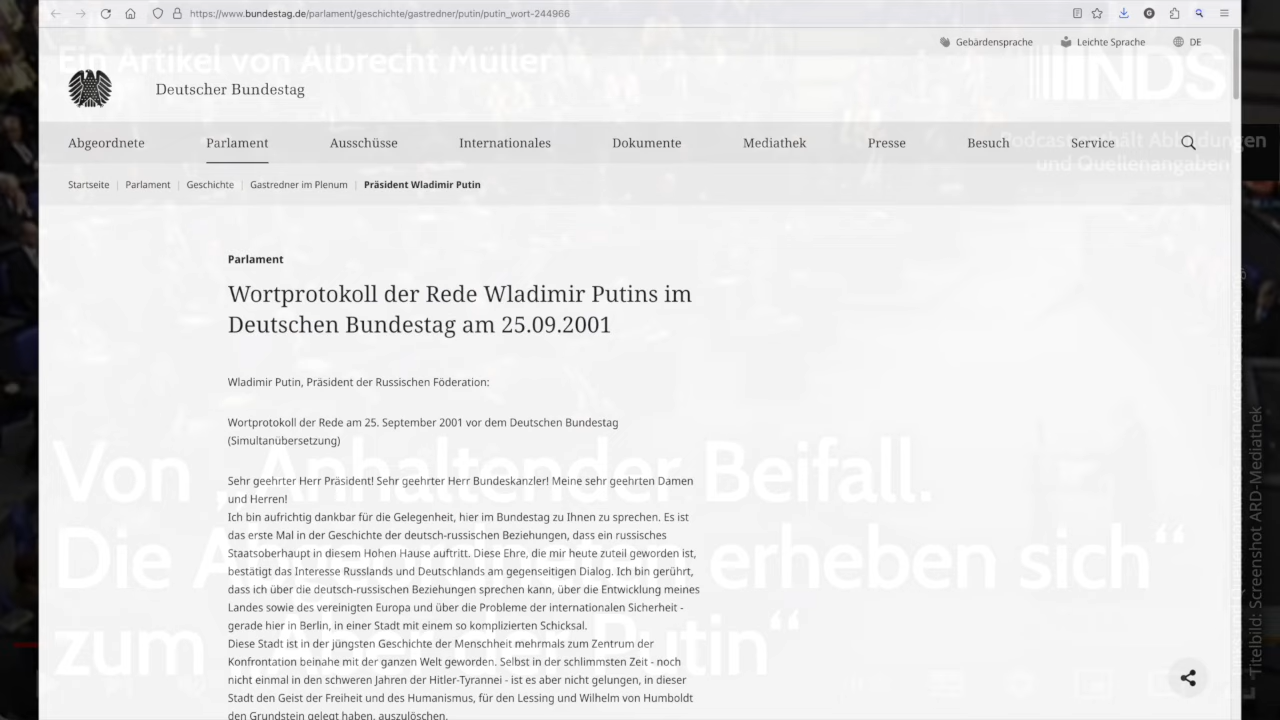 https://www.bundestag.de/parlament/geschichte/gastredner/putin/putin_wort-244966
Gebärdensprache
Leichte Sprache
DE
Ein Artikel von Albrecht Müller
NDS
Deutscher Bundestag
Abgeordnete
Parlament
Ausschüsse
Internationales
Dokumente
Mediathek
Presse
Besuch
Service
Podcast enthält Abbildungen
und Quellenangaben
Startseite | Parlament | Geschichte | Gastredner im Plenum | Präsident Wladimir Putin
Parlament
Wortprotokoll der Rede Wladimir Putins im
Deutschen Bundestag am 25.09.2001
Wladimir Putin, Präsident der Russischen Föderation:
Wortprotokoll der Rede am 25. September 2001 vor dem Deutschen Bundestag
(Simultanübersetzung)
Sehr geehrter Herr Präsident! Sehr geehrter Herr Bundeskanzler! Meine sehr geehrten Damen
und Herren!
Ich bin aufrichtig dankbar für die Gelegenheit, hier im Bundestag zu Ihnen zu sprechen. Es ist
das erste Mal in der Geschichte der deutsch-russischen Beziehungen, dass ein russisches
Staatsoberhaupt in diesem Hohen Hause auftritt. Diese Ehre, die mir heute zuteil geworden ist,
bestätigt das Interesse Russlands und Deutschlands am gegenseitigen Dialog. Ich bin gerührt,
dass ich über die deutsch-russischen Beziehungen sprechen kann, über die Entwicklung meines
Landes sowie des vereinigten Europa und über die Probleme der internationalen Sicherheit -
gerade hier in Berlin, in einer Stadt mit einem so komplizierten Schicksal.
Diese Stadt ist in der jüngsten Geschichte der Menschheit mehrmals zum Zentrum der
Konfrontation beinahe mit der ganzen Welt geworden. Selbst in der schlimmsten Zeit - noch
nicht einmal in den schweren Jahren der Hitler-Tyrannei - ist es aber nicht gelungen, in dieser
Stadt den Geist der Freiheit und des Humanismus, für den Lessing und Wilhelm von Humboldt
den Grundstein gelegt haben, auszulöschen.
Von Beifall.
Die sich“
Titelbild: Screenshot ARD-Mediathek